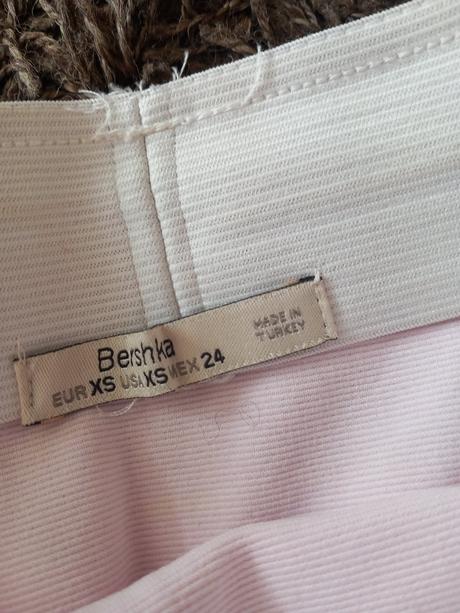 Bershka
EUR XS USA XS MEX 24
MADE IN
TURKEY